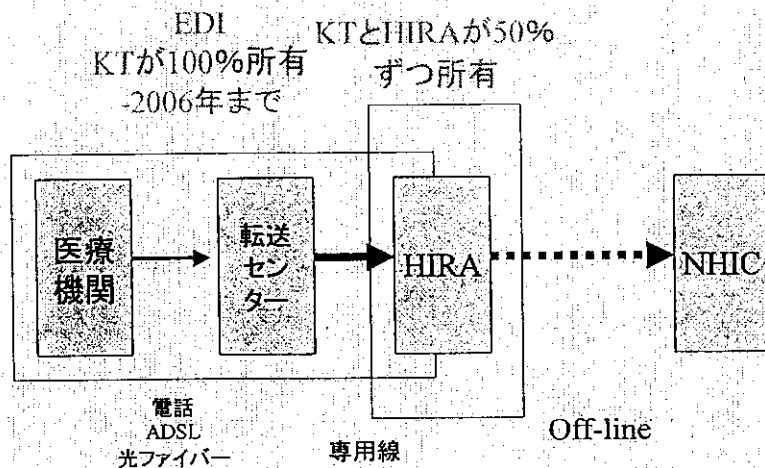 EDI
KTが100%所有
-2006年まで
KTとHIRAが50%
ずつ所有
医療
機関
転送
セン
ター
HIRA
NHIC
電話
ADSL
光ファイバー
専用線
Off-line